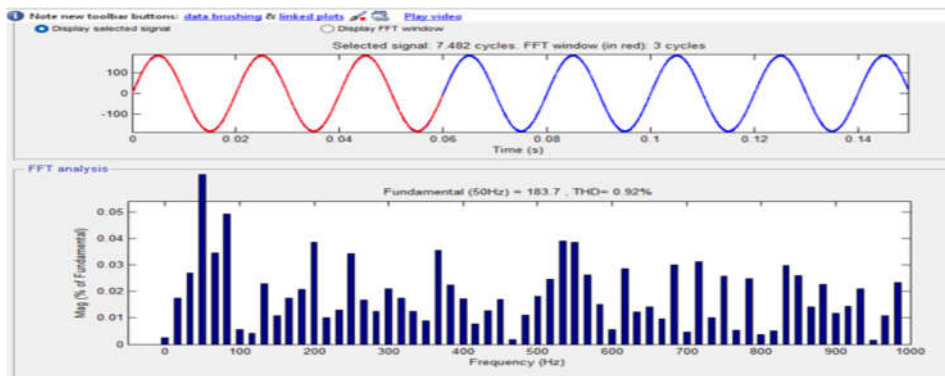 Note new toolbar buttons: data brushing & linked plots Play video
Display selected signal Display FFT window
Selected signal: 7.482 cycles. FFT window (in red): 3 cycles
100
0
-100
0 0.02 0.04 0.06 0.08 0.1 0.12 0.14
Time (s)
FFT analysis
Fundamental (50Hz) = 183.7 , THD= 0.92%
0.05
0.04
0.03
0.02
0.01
0
Mag (% of Fundamental)
0 100 200 300 400 500 600 700 800 900 1000
Frequency (Hz)